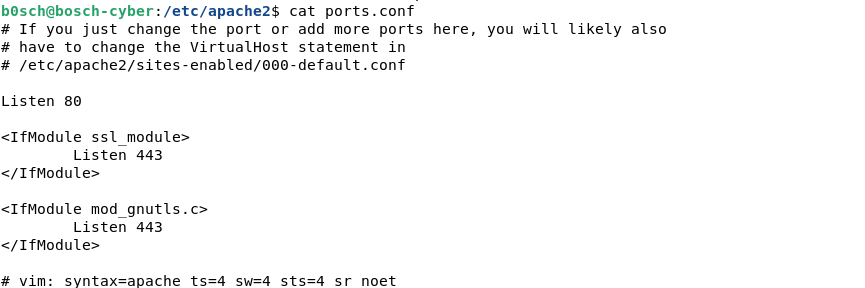 b0sch@bosch-cyber:/etc/apache2$ cat ports.conf
# If you just change the port or add more ports here, you will likely also
# have to change the VirtualHost statement in
# /etc/apache2/sites-enabled/000-default.conf

Listen 80

<IfModule ssl_module>
        Listen 443
</IfModule>

<IfModule mod_gnutls.c>
        Listen 443
</IfModule>

# vim: syntax=apache ts=4 sw=4 sts=4 sr noet